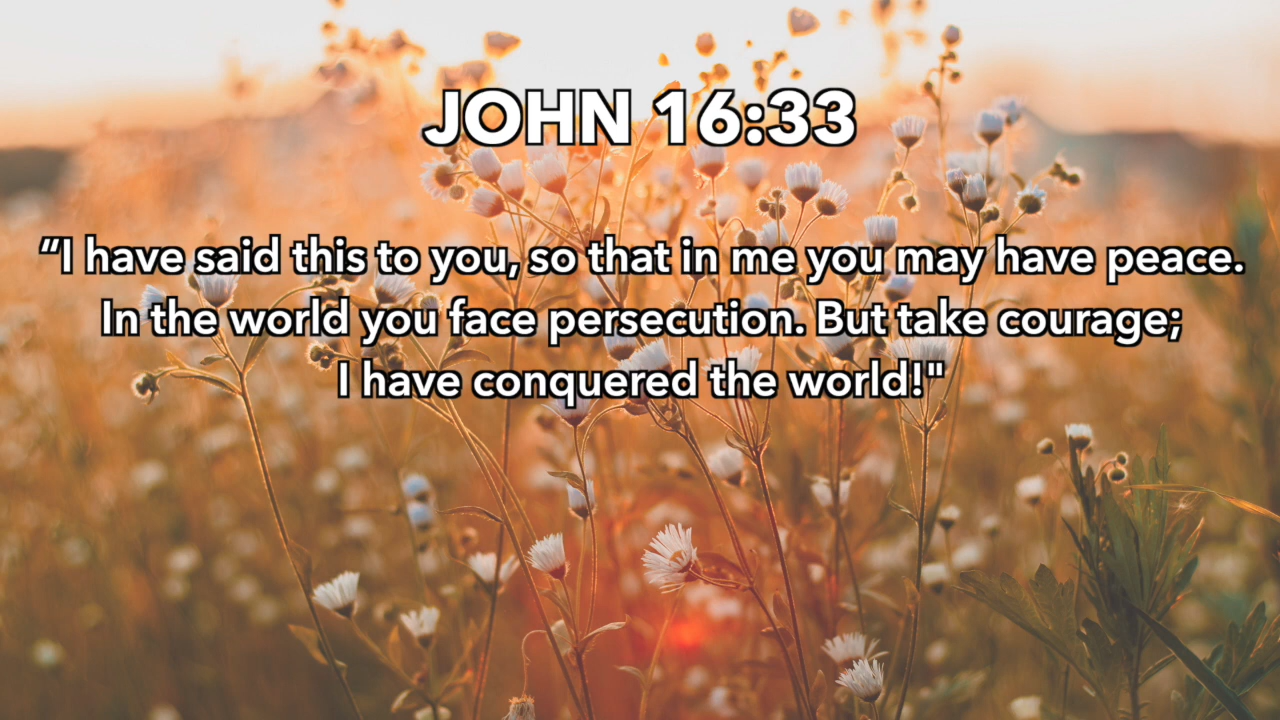 JOHN 16:33
“I have said this to you, so that in me you may have peace.
In the world you face persecution. But take courage;
I have conquered the world!"